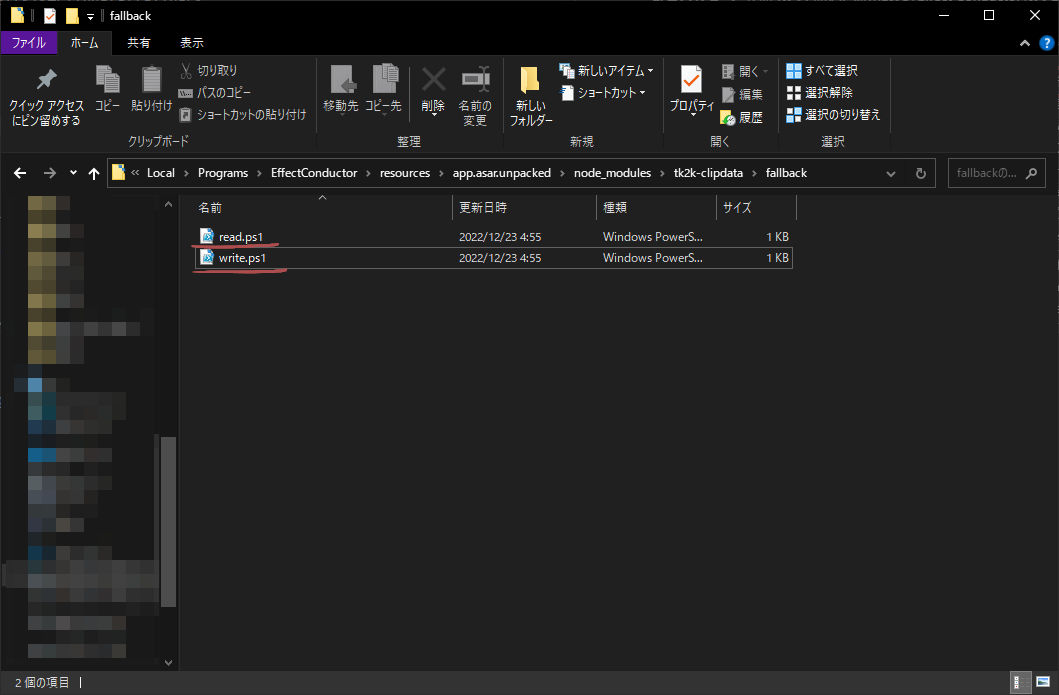 fallback
ファイル ホーム 共有 表示
クイック アクセス
にピン留めする
コピー
貼り付け
切り取り
パスのコピー
ショートカットの貼り付け
クリップボード
移動先
コピー先
削除
名前の
変更
整理
新しい
フォルダー
新しいアイテム
ショートカット
新規
プロパティ
開く
編集
履歴
開く
すべて選択
選択解除
選択の切り替え
選択
« Local › Programs › EffectConductor › resources › app.asar.unpacked › node_modules › tk2k-clipdata › fallback
fallbackの...
名前 更新日時 種類 サイズ
read.ps1 2022/12/23 4:55 Windows PowerS... 1 KB
write.ps1 2022/12/23 4:55 Windows PowerS... 1 KB
2 個の項目